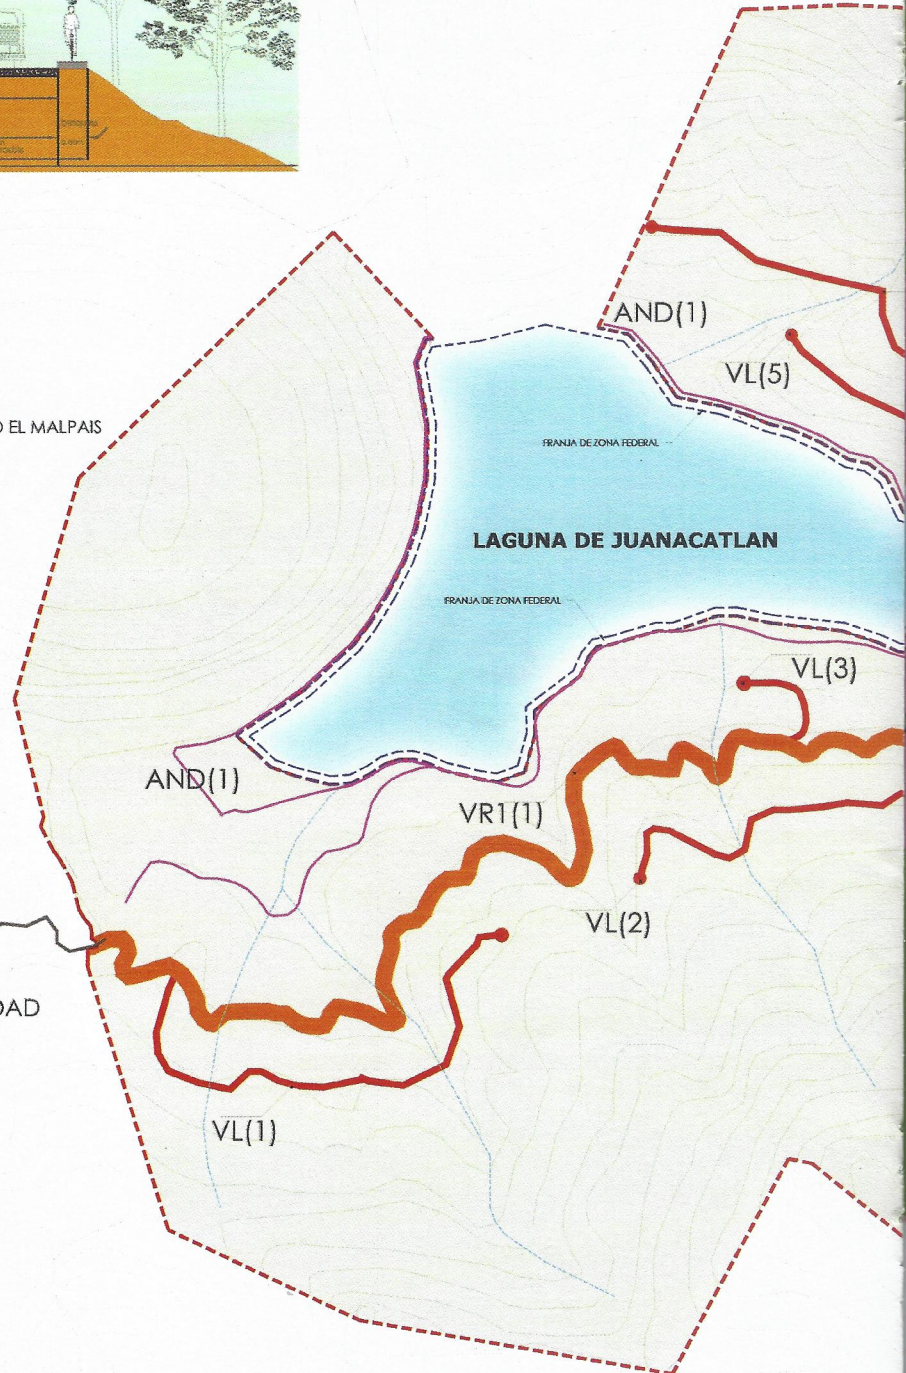 AND(1)
VL(5)
EL MALPAIS
FRANJA DE ZONA FEDERAL
LAGUNA DE JUANACATLAN
FRANJA DE ZONA FEDERAL
VL(3)
AND(1)
VR1(1)
VL(2)
DAD
VL(1)